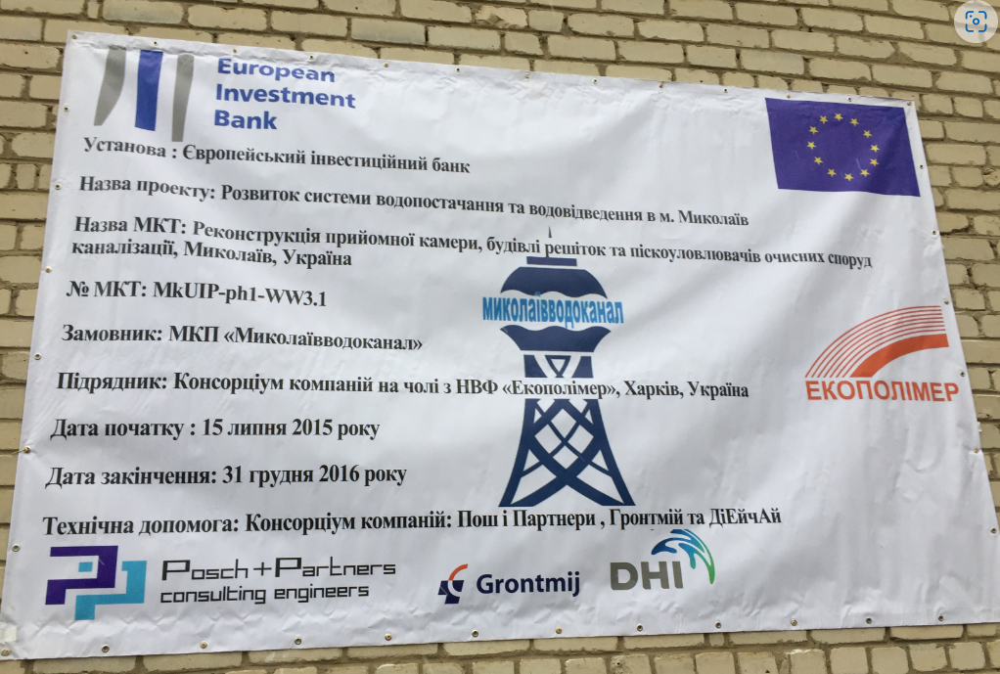 European
Investment
Bank
Установа : Європейський інвестиційний банк
Назва проекту: Розвиток системи водопостачання та водовідведення в м. Миколаїв
Назва МКТ: Реконструкція прийомної камери, будівлі решіток та піскоуловлювачів очисних споруд
каналізації, Миколаїв, Україна
№ МКТ: MkUIP-ph1-WW3.1
МИКОЛАЇВВОДОКАНАЛ
Замовник: МКП «Миколаївводоканал»
Підрядник: Консорціум компаній на чолі з НВФ «Екополімер», Харків, Україна
ЕКОПОЛІМЕР
Дата початку : 15 липня 2015 року
Дата закінчення: 31 грудня 2016 року
Технічна допомога: Консорціум компаній: Пош і Партнери , Гронтмій та ДіЕйчАй
Posch+Partners
consulting engineers
Grontmij
DHI